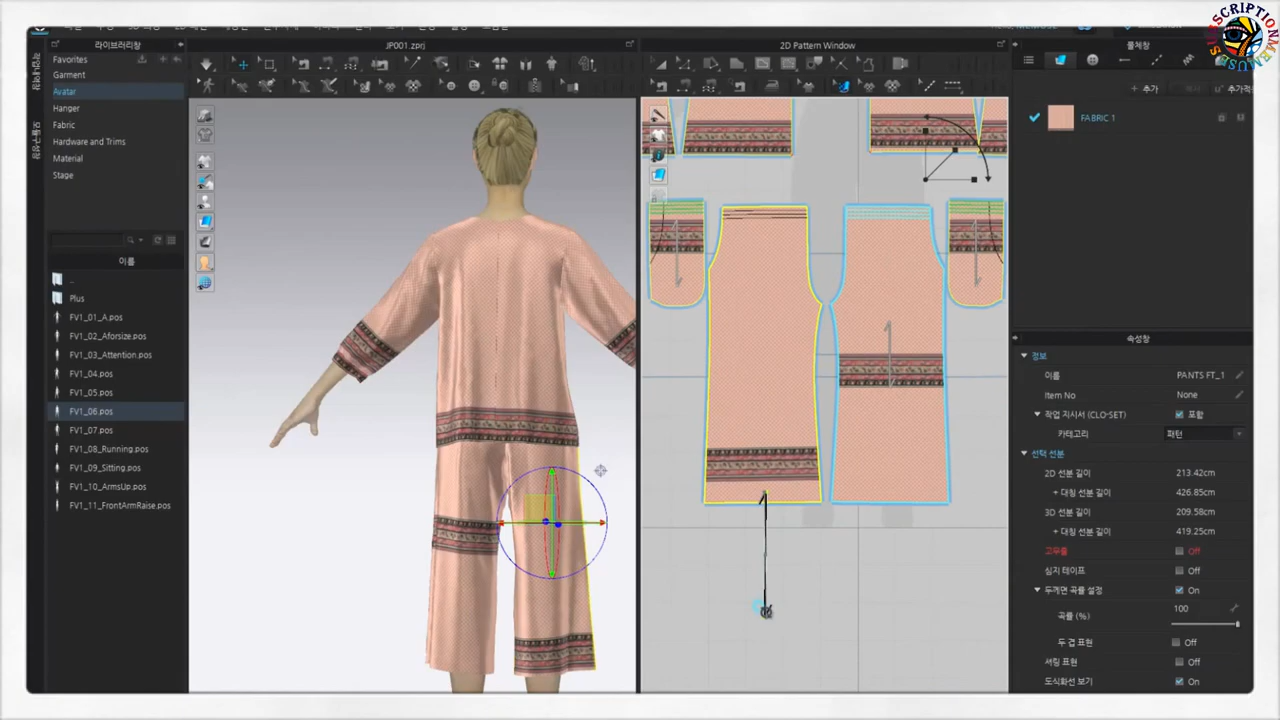 SUBSCRIPTIONMEMUSE
라이브러리창
JP001.zprj
2D Pattern Window
물체창
Favorites
Garment
Avatar
Hanger
Fabric
Hardware and Trims
Material
Stage
이름
..
Plus
FV1_01_A.pos
FV1_02_Aforsize.pos
FV1_03_Attention.pos
FV1_04.pos
FV1_05.pos
FV1_06.pos
FV1_07.pos
FV1_08_Running.pos
FV1_09_Sitting.pos
FV1_10_ArmsUp.pos
FV1_11_FrontArmRaise.pos
+ 추가
FABRIC 1
속성창
정보
이름 PANTS FT_1
Item No None
작업 지시서 (CLO-SET) 포함
카테고리 패턴
선택 선분
2D 선분 길이 213.42cm
+ 대칭 선분 길이 426.85cm
3D 선분 길이 209.58cm
+ 대칭 선분 길이 419.25cm
고무줄 Off
심지 테이프 Off
두께면 곡률 설정 On
곡률 (%) 100
두 겹 표현 Off
셔링 표현 Off
도식화선 보기 On